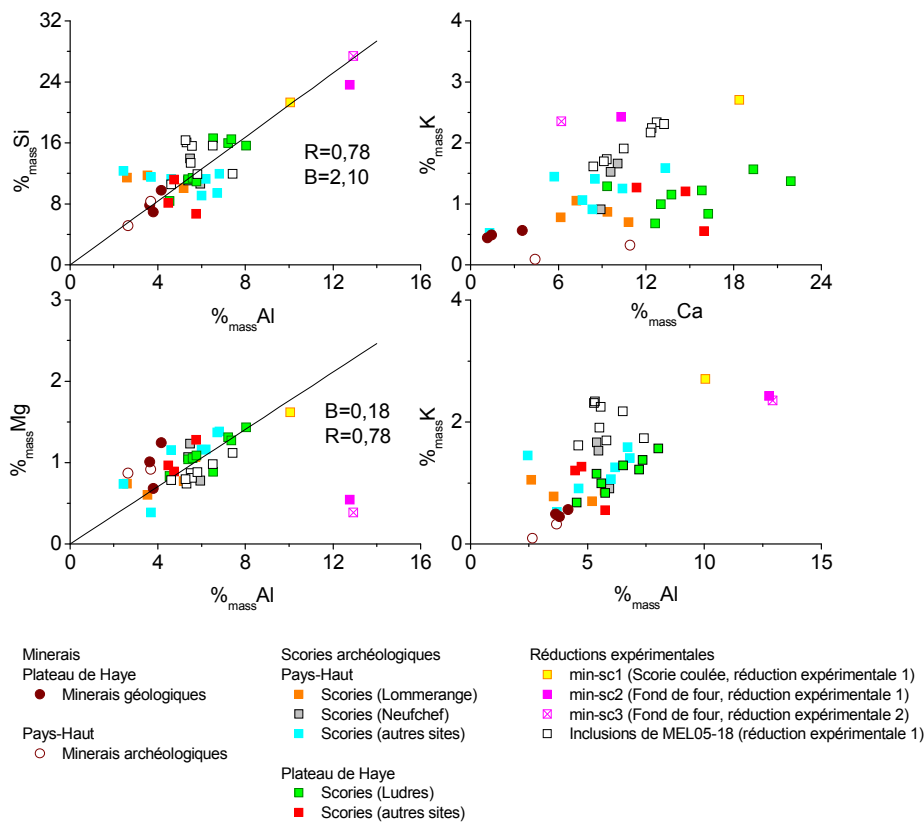 32
24
16
8
0
%massSi
0
4
8
12
16
%massAl
R=0,78
B=2,10
4
3
2
1
0
%massK
0
6
12
18
24
%massCa
3
2
1
0
%massMg
0
4
8
12
16
%massAl
B=0,18
R=0,78
4
2
0
%massK
0
5
10
15
%massAl
Minerais
Plateau de Haye
Minerais géologiques
Pays-Haut
Minerais archéologiques
Scories archéologiques
Pays-Haut
Scories (Lommerange)
Scories (Neufchef)
Scories (autres sites)
Plateau de Haye
Scories (Ludres)
Scories (autres sites)
Réductions expérimentales
min-sc1 (Scorie coulée, réduction expérimentale 1)
min-sc2 (Fond de four, réduction expérimentale 1)
min-sc3 (Fond de four, réduction expérimentale 2)
Inclusions de MEL05-18 (réduction expérimentale 1)